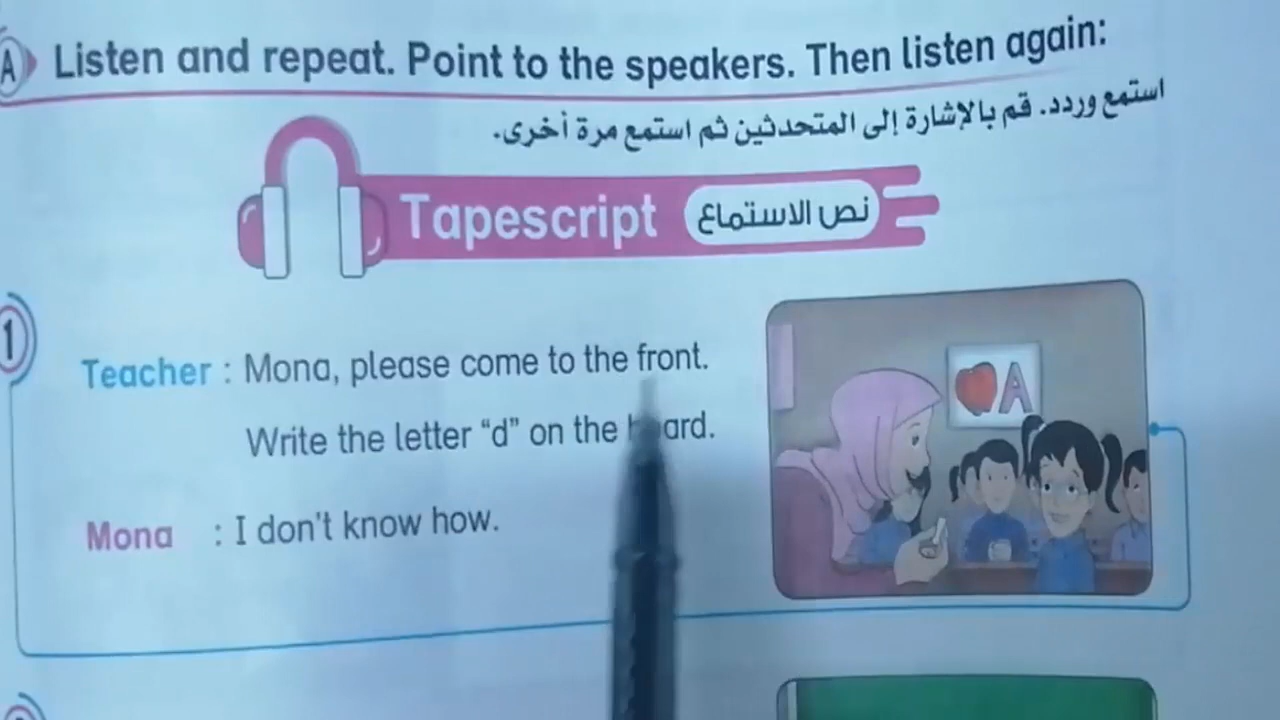 A Listen and repeat. Point to the speakers. Then listen again:
استمع وردد. قم بالإشارة إلى المتحدثين ثم استمع مرة أخرى.
Tapescript نص الاستماع
1
Teacher : Mona, please come to the front.
Write the letter “d” on the
Mona : I don't know how.
A